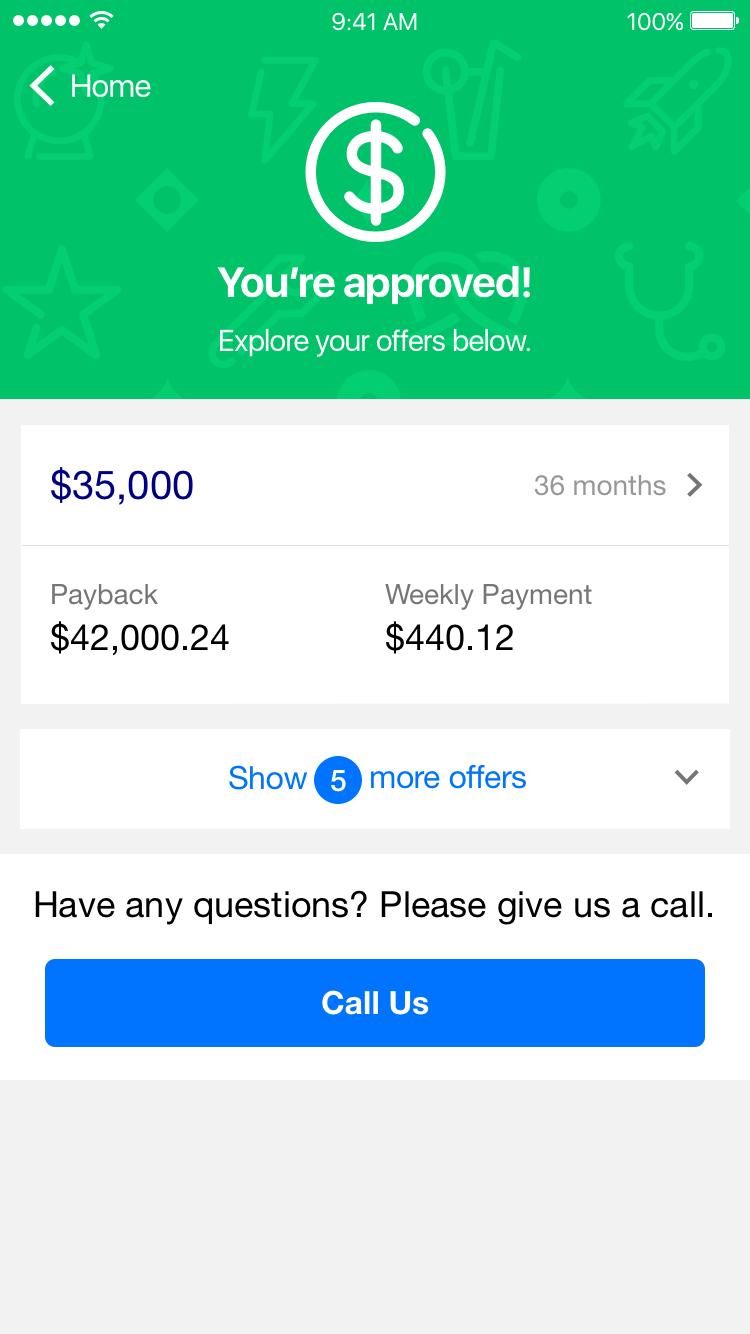 9:41 AM 100%
Home
You're approved!
Explore your offers below.
$35,000 36 months
Payback Weekly Payment
$42,000.24 $440.12
Show 5 more offers
Have any questions? Please give us a call.
Call Us